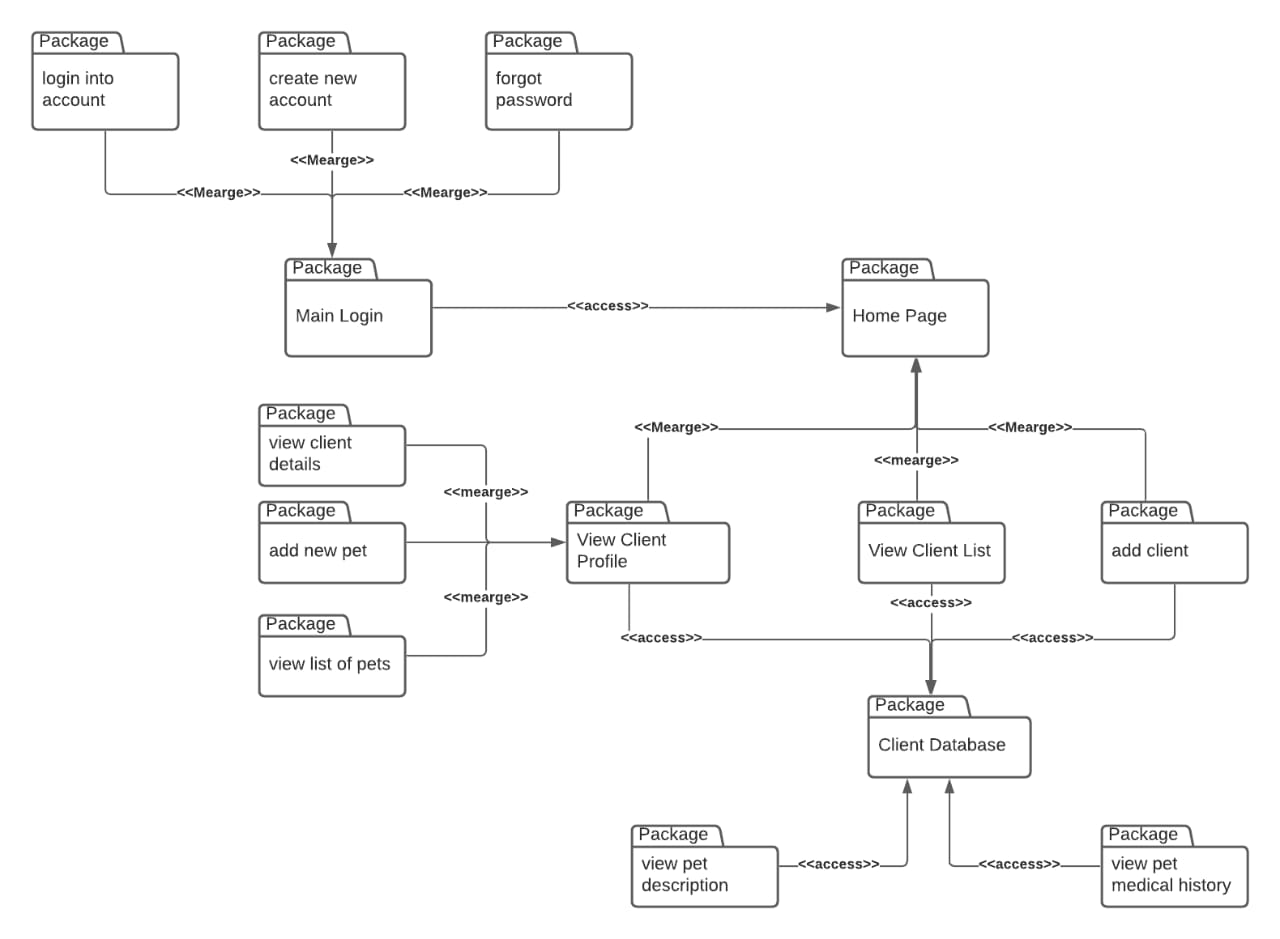 Package
login into
account
Package
create new
account
Package
forgot
password
<<Mearge>>
<<Mearge>>
<<Mearge>>
Package
Main Login
<<access>>
Package
Home Page
Package
view client
details
<<mearge>>
Package
add new pet
<<mearge>>
Package
view list of pets
<<Mearge>>
<<mearge>>
<<Mearge>>
Package
View Client
Profile
Package
View Client List
Package
add client
<<access>>
<<access>>
<<access>>
Package
Client Database
Package
view pet
description
<<access>>
<<access>>
Package
view pet
medical history